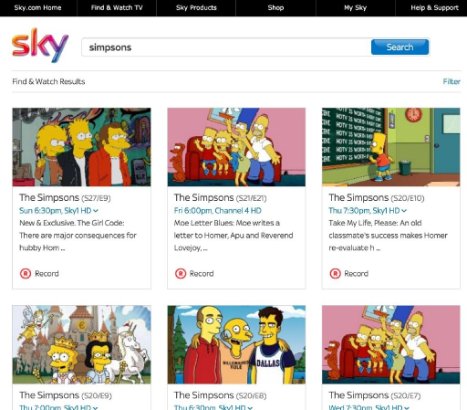 Sky.com Home Find & Watch TV Sky Products Shop My Sky Help & Support
sky simpsons Search
Find & Watch Results Filter
HDTV IS WORTH EVERY CENT
DALLAS
The Simpsons (S27/E9)
Sun 6:30pm, Sky1 HD
New & Exclusive. The Girl Code:
There are major consequences for
hubby Hom ...
Record
The Simpsons (S21/E21)
Fri 6:00pm, Channel 4 HD
Moe Letter Blues: Moe writes a
letter to Homer, Apu and Reverend
Lovejoy, ...
Record
The Simpsons (S20/E10)
Thu 7:30pm, Sky1 HD
Take My Life, Please: An old
classmate's success makes Homer
re-evaluate h ...
Record
The Simpsons (S20/E9)
Thu 7:00pm, Sky1 HD
The Simpsons (S20/E8)
Thu 6:30pm, Sky1 HD
The Simpsons (S20/E7)
Wed 7:30pm, Sky1 HD